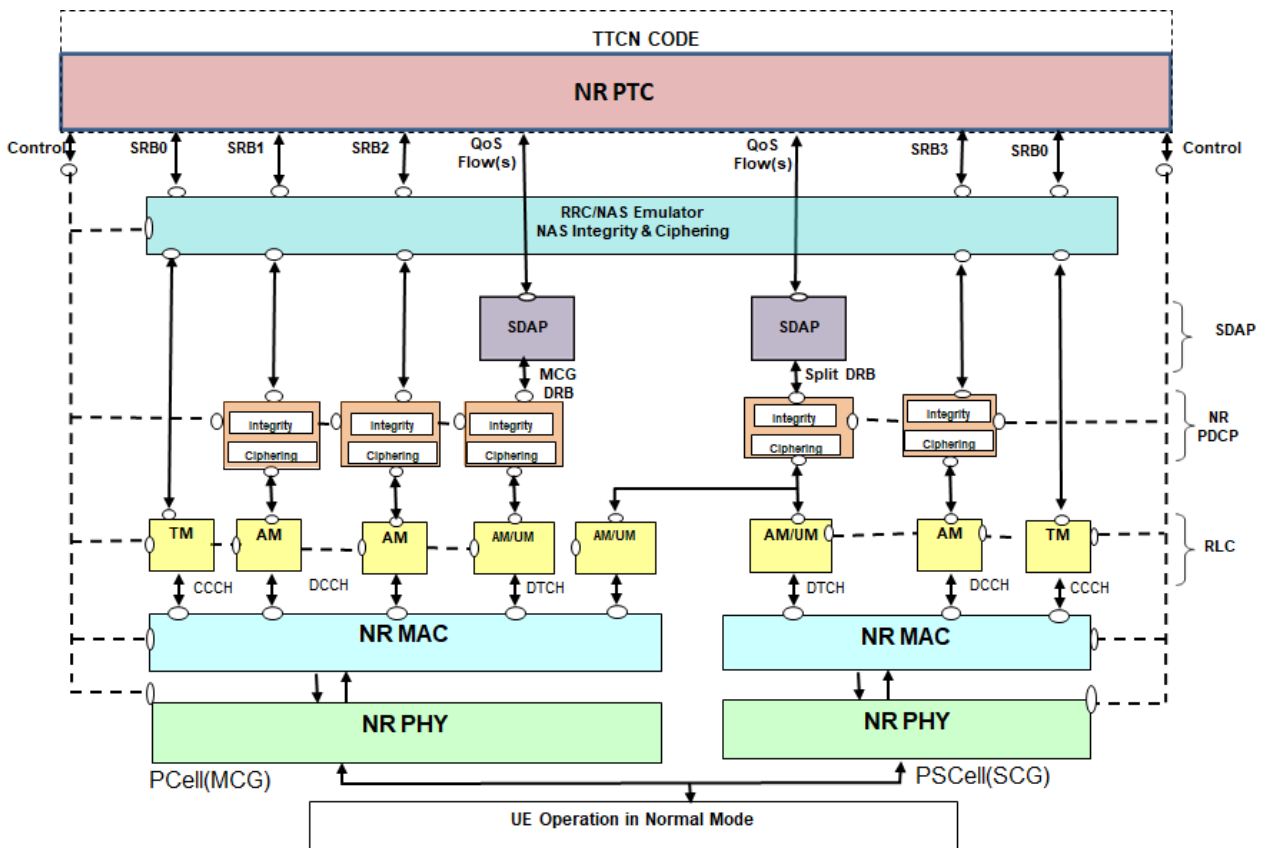 TTCN CODE
NR PTC
Control
SRB0
SRB1
SRB2
QoS
Flow(s)
QoS
Flow(s)
SRB3
SRB0
Control
RRC/NAS Emulator
NAS Integrity & Ciphering
SDAP
SDAP
SDAP
MCG
DRB
Split DRB
Integrity
Ciphering
Integrity
Ciphering
Integrity
Ciphering
Integrity
Ciphering
Integrity
Ciphering
NR
PDCP
TM
AM
AM
AM/UM
AM/UM
AM/UM
AM
TM
RLC
CCCH
DCCH
DTCH
DTCH
DCCH
CCCH
NR MAC
NR MAC
NR PHY
NR PHY
PCell(MCG)
PSCell(SCG)
UE Operation in Normal Mode